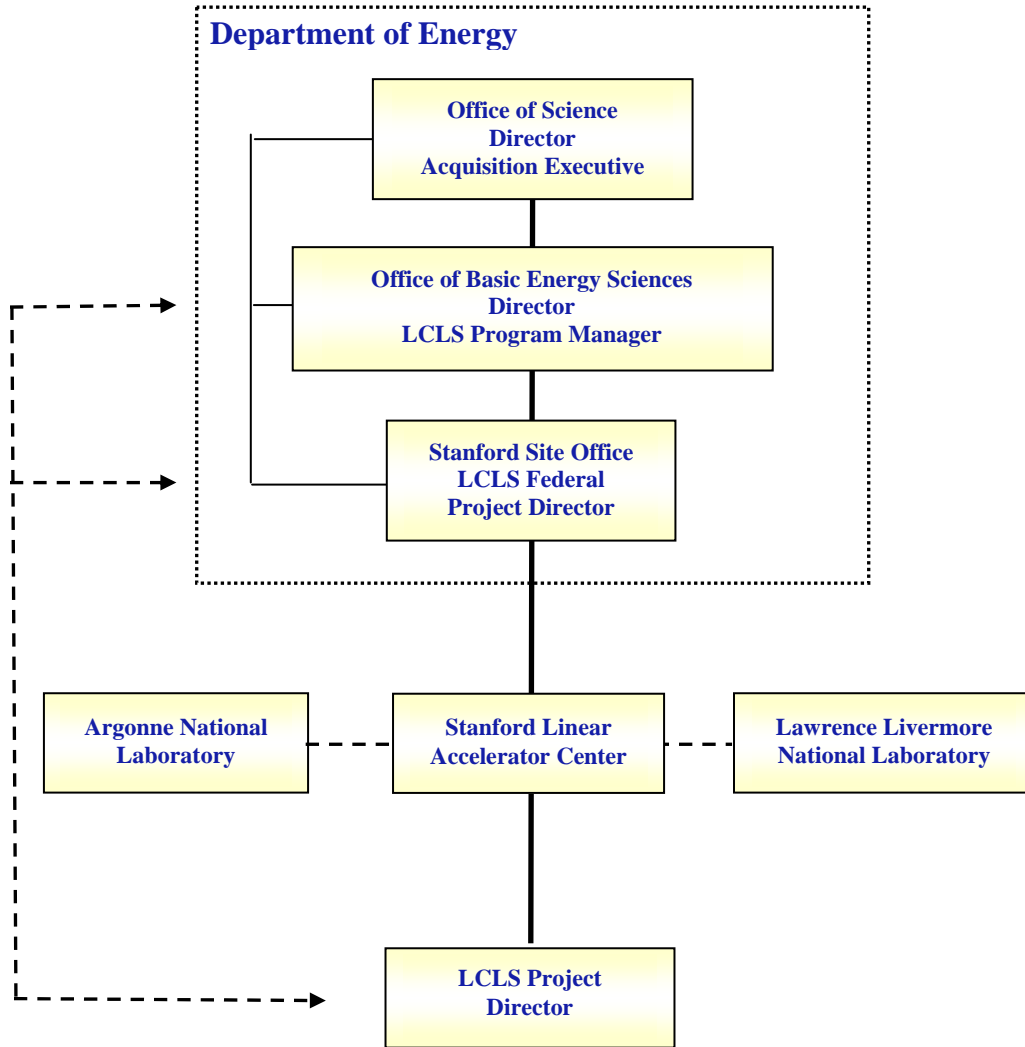 Department of Energy
Office of Science
Director
Acquisition Executive
Office of Basic Energy Sciences
Director
LCLS Program Manager
Stanford Site Office
LCLS Federal
Project Director
Argonne National
Laboratory
Stanford Linear
Accelerator Center
Lawrence Livermore
National Laboratory
LCLS Project
Director